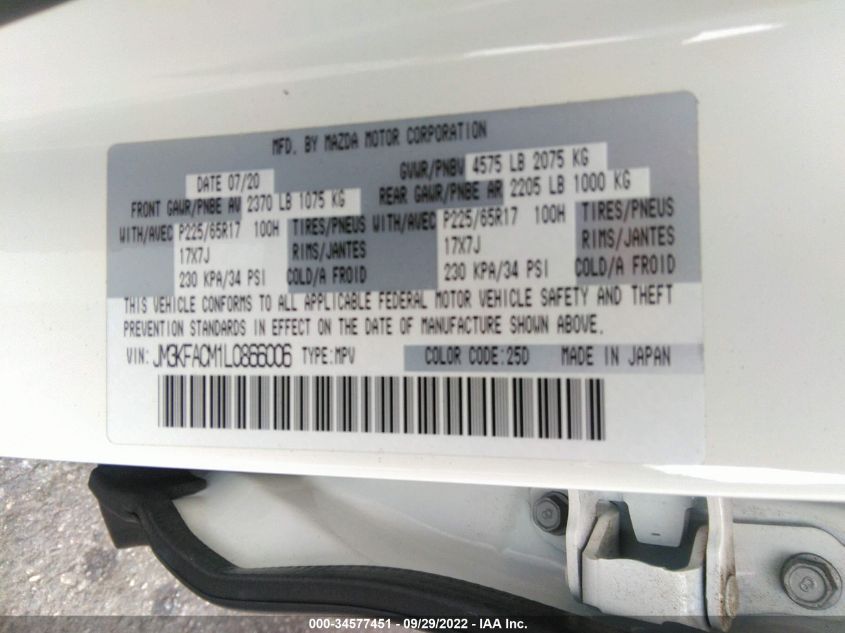 MFD. BY MAZDA MOTOR CORPORATION
DATE 07/20 GVWR/PNBV 4575 LB 2075 KG
FRONT GAWR/PNBE AV 2370 LB 1075 KG REAR GAWR/PNBE AR 2205 LB 1000 KG
WITH/AVEC P225/65R17 100H TIRES/PNEUS WITH/AVEC P225/65R17 100H TIRES/PNEUS
17X7J RIMS/JANTES 17X7J RIMS/JANTES
230 KPA/34 PSI COLD/A FROID 230 KPA/34 PSI COLD/A FROID
THIS VEHICLE CONFORMS TO ALL APPLICABLE FEDERAL MOTOR VEHICLE SAFETY AND THEFT
PREVENTION STANDARDS IN EFFECT ON THE DATE OF MANUFACTURE SHOWN ABOVE.
VIN: JM3KFACM1L0866006 TYPE:MPV COLOR CODE:25D MADE IN JAPAN
000-34577451 - 09/29/2022 - IAA Inc.